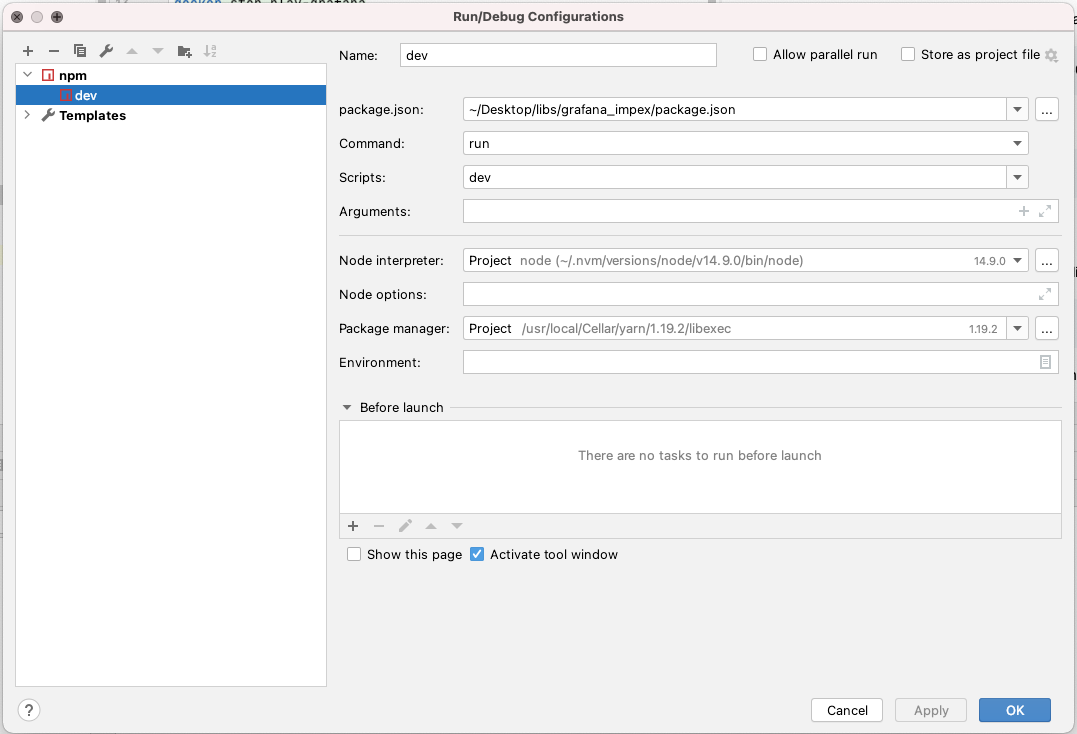 Run/Debug Configurations
npm
dev
Templates
Name: dev
Allow parallel run
Store as project file
package.json: ~/Desktop/libs/grafana_impex/package.json
...
Command: run
Scripts: dev
Arguments:
Node interpreter: Project node (~/.nvm/versions/node/v14.9.0/bin/node) 14.9.0
...
Node options:
Package manager: Project /usr/local/Cellar/yarn/1.19.2/libexec 1.19.2
...
Environment:
Before launch
There are no tasks to run before launch
Show this page
Activate tool window
?
Cancel
Apply
OK